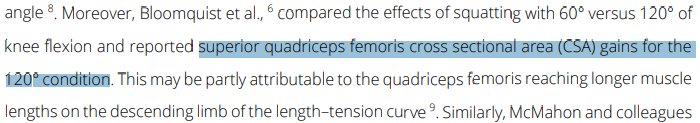 angle ⁸. Moreover, Bloomquist et al., ⁶ compared the effects of squatting with 60° versus 120° of
knee flexion and reported superior quadriceps femoris cross sectional area (CSA) gains for the
120° condition. This may be partly attributable to the quadriceps femoris reaching longer muscle
lengths on the descending limb of the length–tension curve ⁹. Similarly, McMahon and colleagues